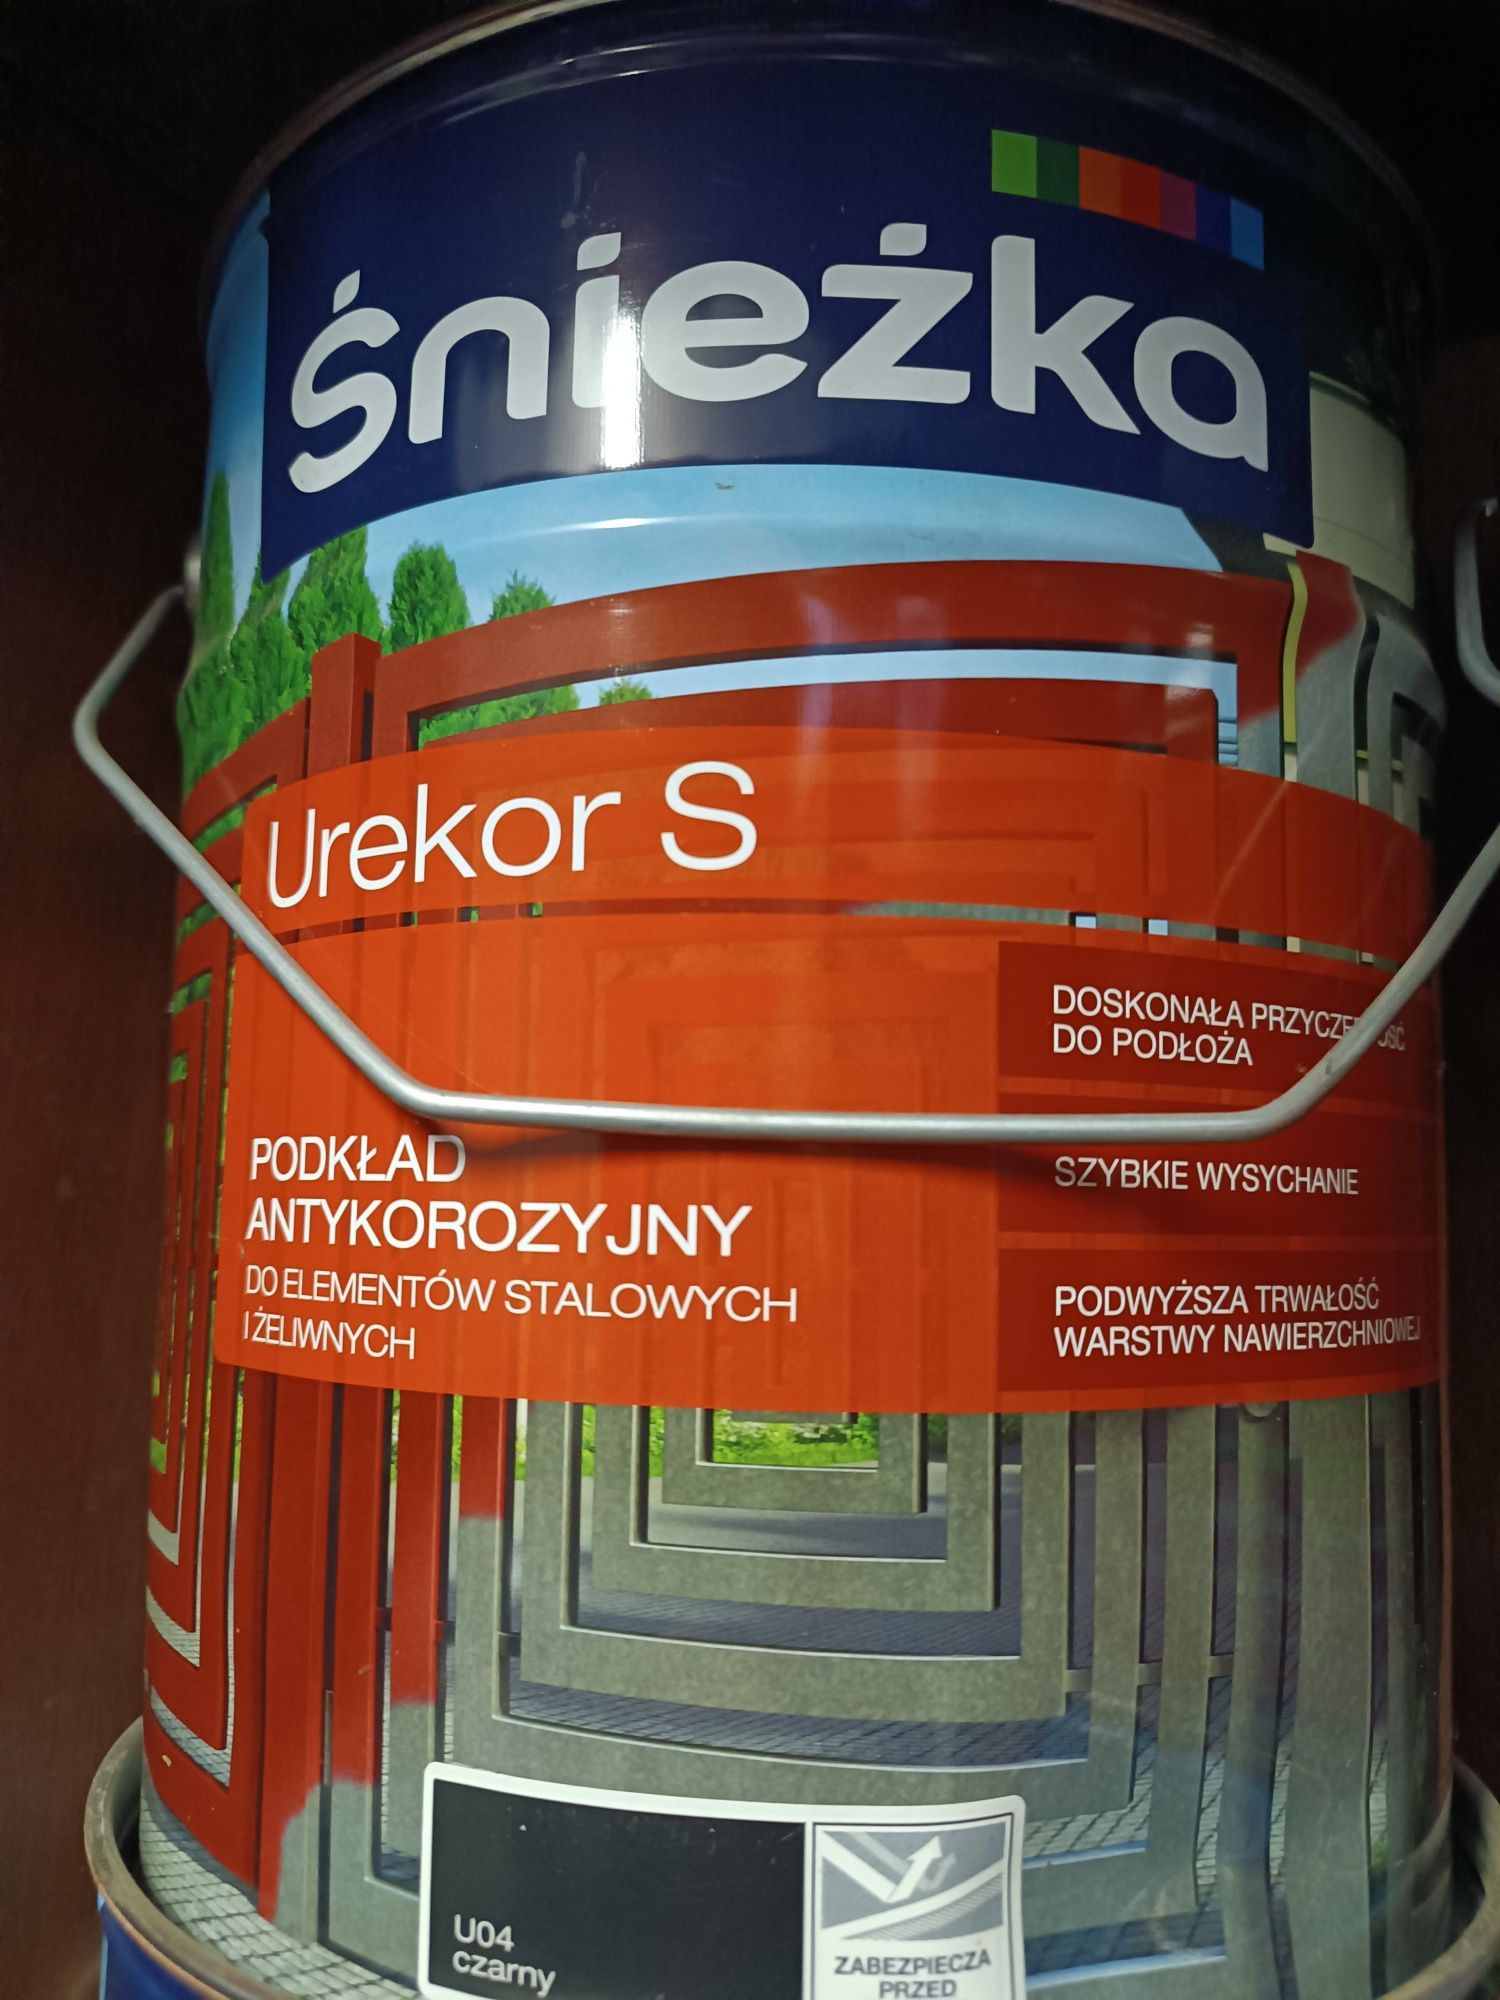 śnieżka
Urekor S
PODKŁAD
ANTYKOROZYJNY
DO ELEMENTÓW STALOWYCH
I ŻELIWNYCH
DOSKONAŁA
DO PODŁOŻA
SZYBKIE WYSYCHANIE
PODWYŻSZA TRWAŁOŚĆ
WARSTWY NAWIERZCHNIOWEJ
U04
czarny
ZABEZPIECZA
PRZED